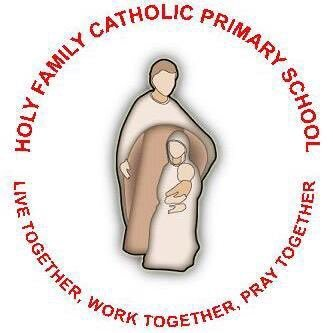 HOLY FAMILY CATHOLIC PRIMARY SCHOOL
LIVE TOGETHER, WORK TOGETHER, PRAY TOGETHER